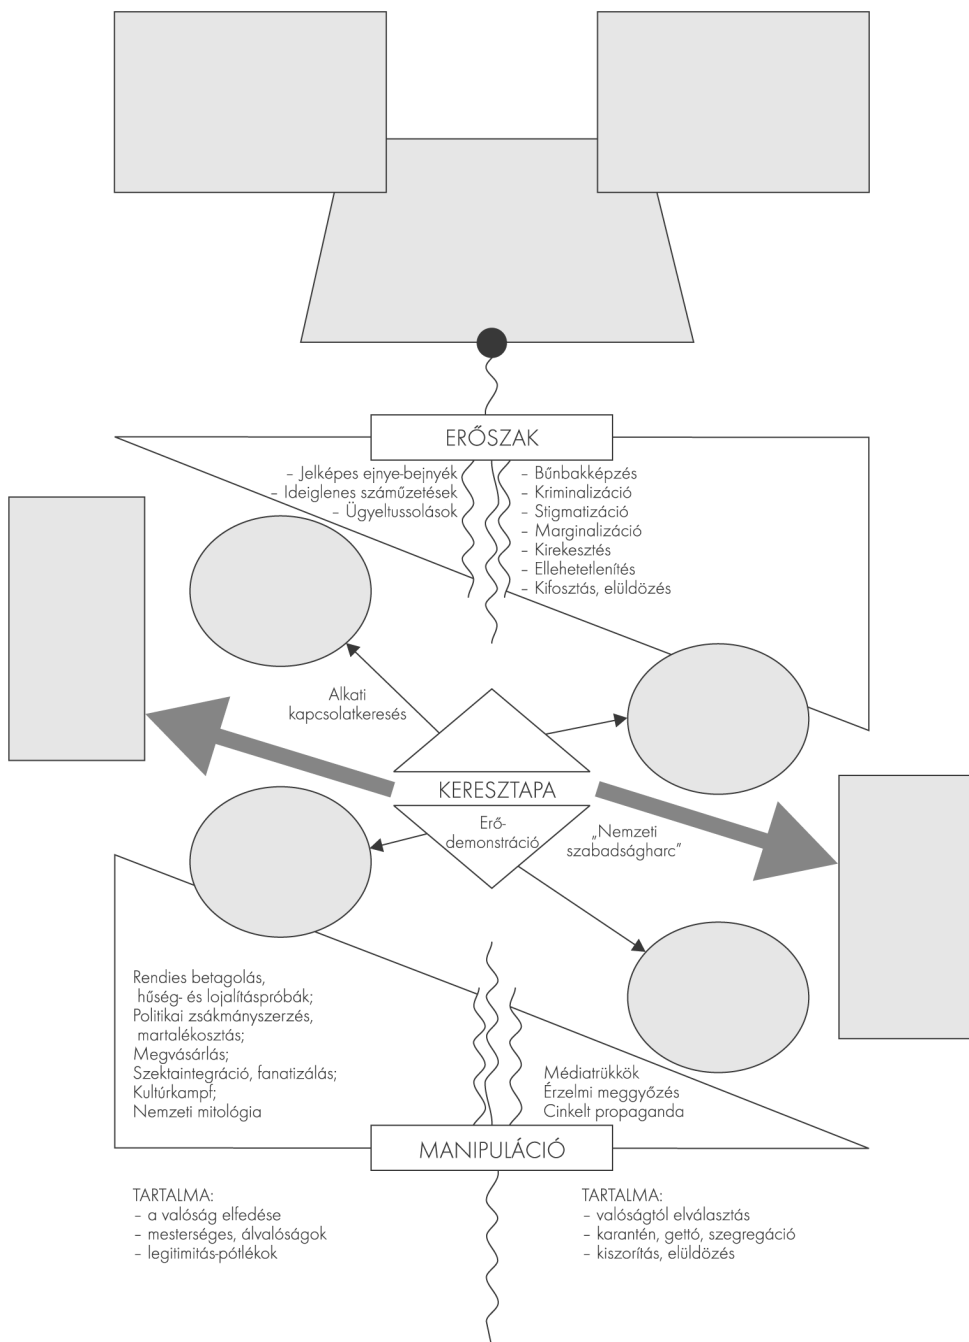 ERŐSZAK
– Jelképes ejnye-bejnyék
– Ideiglenes száműzetések
– Ügyeltussolások
– Bűnbakképzés
– Kriminalizáció
– Stigmatizáció
– Marginalizáció
– Kirekesztés
– Ellehetetlenítés
– Kifosztás, elüldözés
Alkati
kapcsolatkeresés
KERESZTAPA
Erő-
demonstráció
„Nemzeti
szabadságharc”
Rendies betagolás,
hűség- és lojalításpróbák;
Politikai zsákmányszerzés,
martalékosztás;
Megvásárlás;
Szektaintegráció, fanatizálás;
Kultúrkampf;
Nemzeti mitológia
Médiatrükkök
Érzelmi meggyőzés
Cinkelt propaganda
MANIPULÁCIÓ
TARTALMA:
– a valóság elfedése
– mesterséges, álvalóságok
– legitimitás-pótlékok
TARTALMA:
– valóságtól elválasztás
– karantén, gettó, szegregáció
– kiszorítás, elüldözés